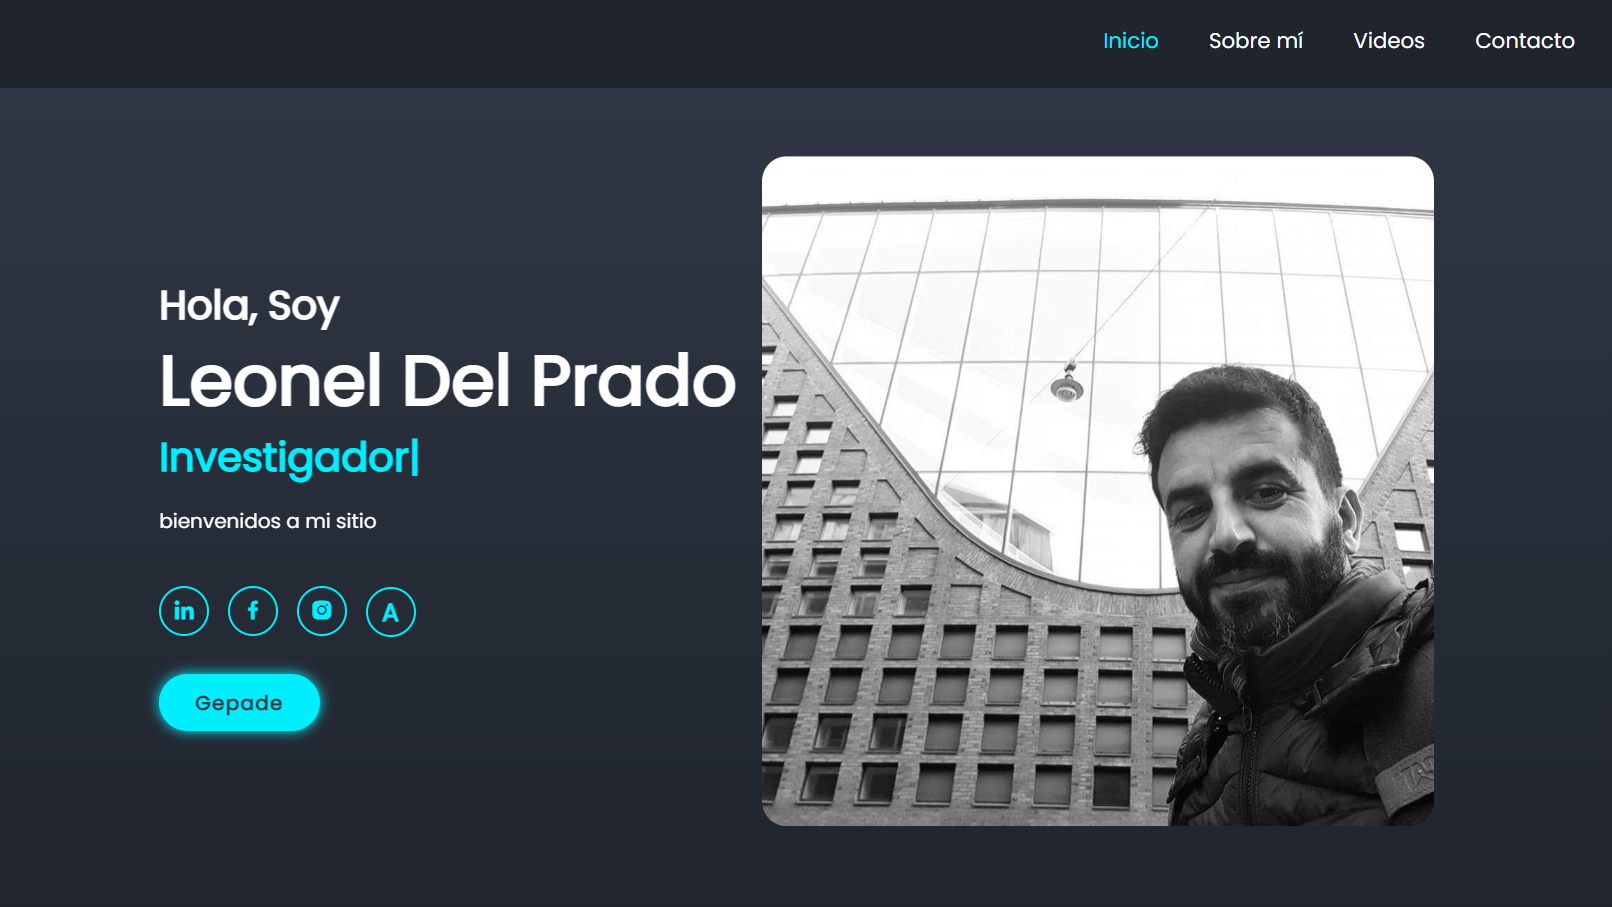 Inicio Sobre mí Videos Contacto
Hola, Soy
Leonel Del Prado
Investigador|
bienvenidos a mi sitio
in f A
Gepade